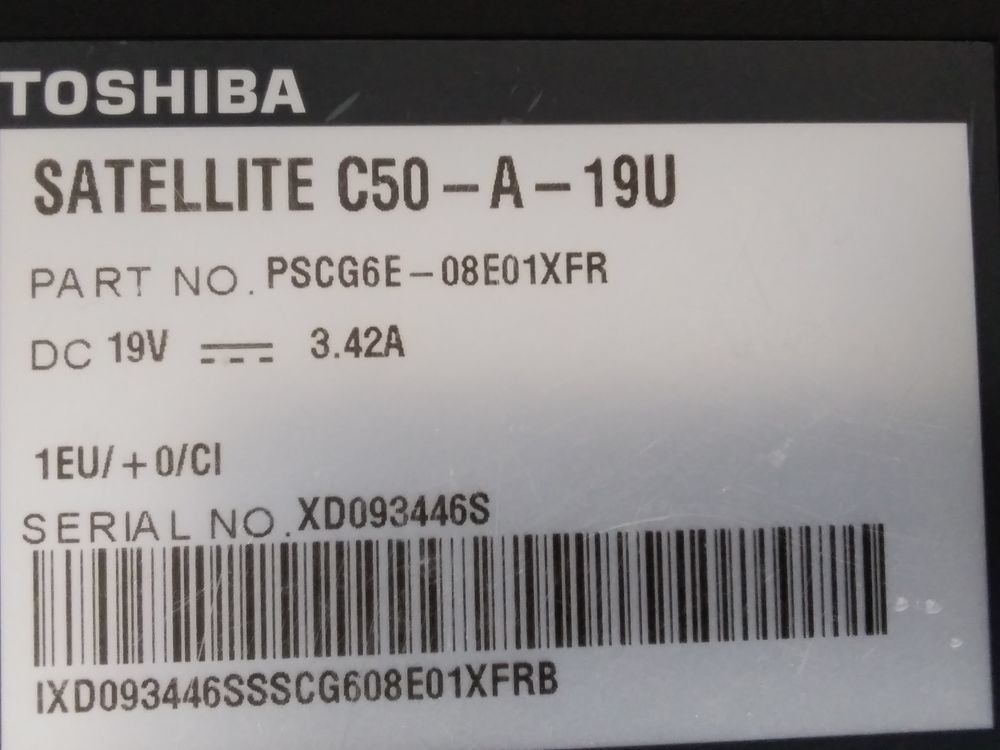 TOSHIBA
SATELLITE C50-A-19U
PART NO. PSCG6E-08E01XFR
DC 19V ⎓ 3.42A
1EU/+0/CI
SERIAL NO. XD093446S
IXD093446SSSCG608E01XFRB